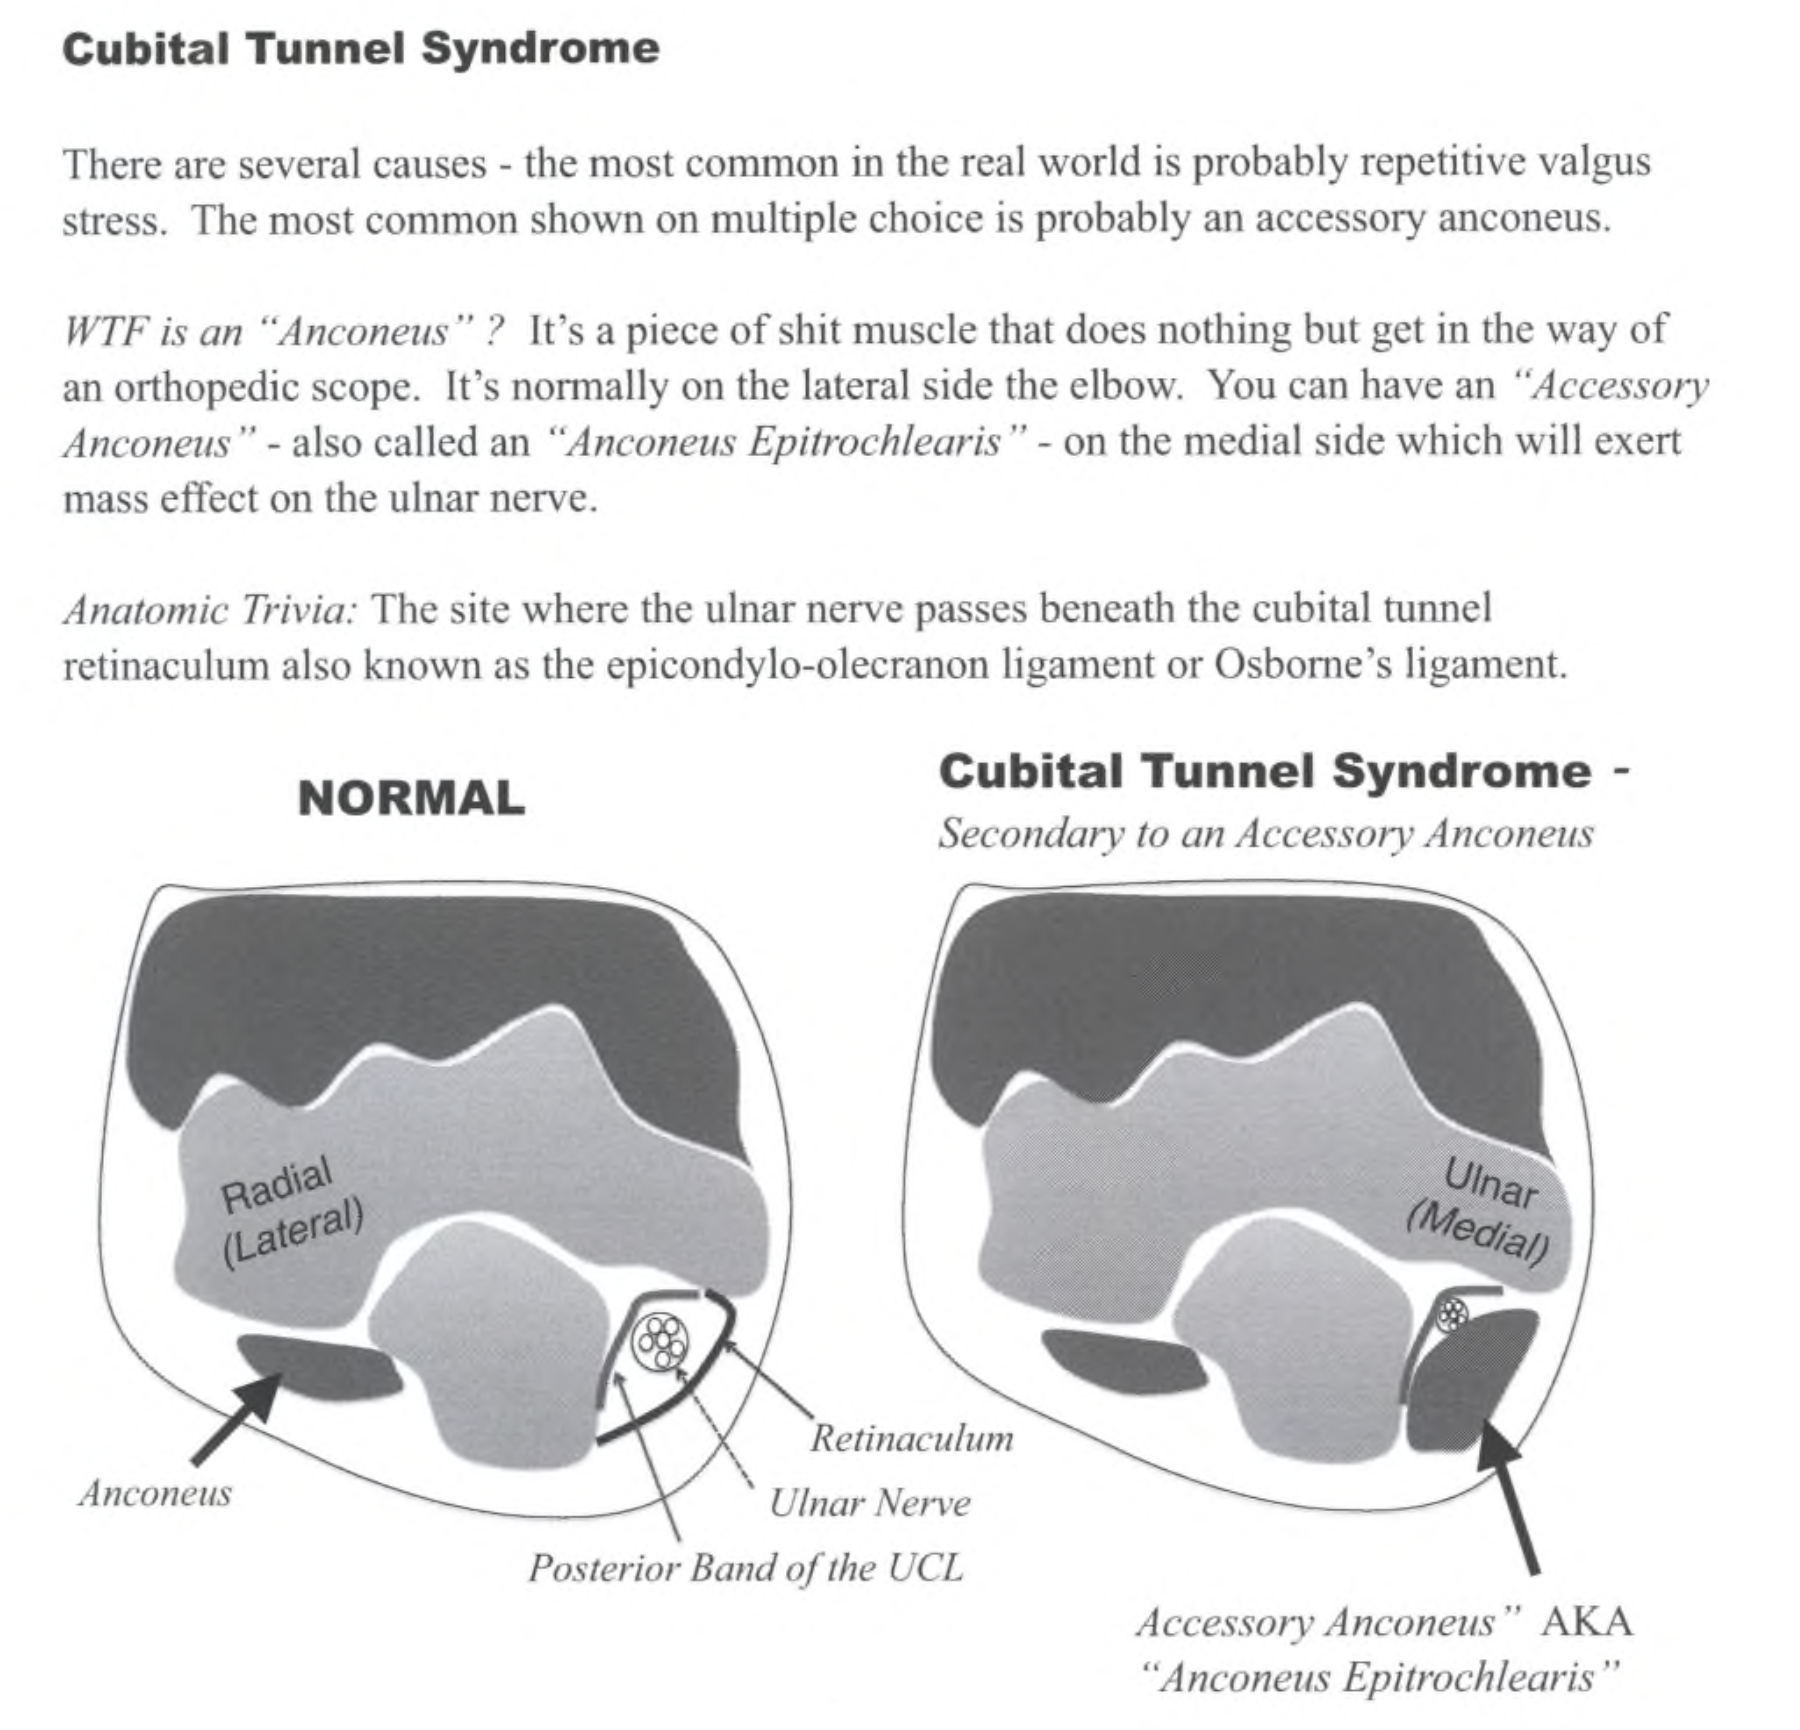 Cubital Tunnel Syndrome
There are several causes - the most common in the real world is probably repetitive valgus
stress. The most common shown on multiple choice is probably an accessory anconeus.
WTF is an “Anconeus” ? It’s a piece of shit muscle that does nothing but get in the way of
an orthopedic scope. It’s normally on the lateral side the elbow. You can have an “Accessory
Anconeus” - also called an “Anconeus Epitrochlearis” - on the medial side which will exert
mass effect on the ulnar nerve.
Anatomic Trivia: The site where the ulnar nerve passes beneath the cubital tunnel
retinaculum also known as the epicondylo-olecranon ligament or Osborne’s ligament.
NORMAL
Radial
(Lateral)
Anconeus
Retinaculum
Ulnar Nerve
Posterior Band of the UCL
Cubital Tunnel Syndrome -
Secondary to an Accessory Anconeus
Ulnar
(Medial)
Accessory Anconeus” AKA
“Anconeus Epitrochlearis”